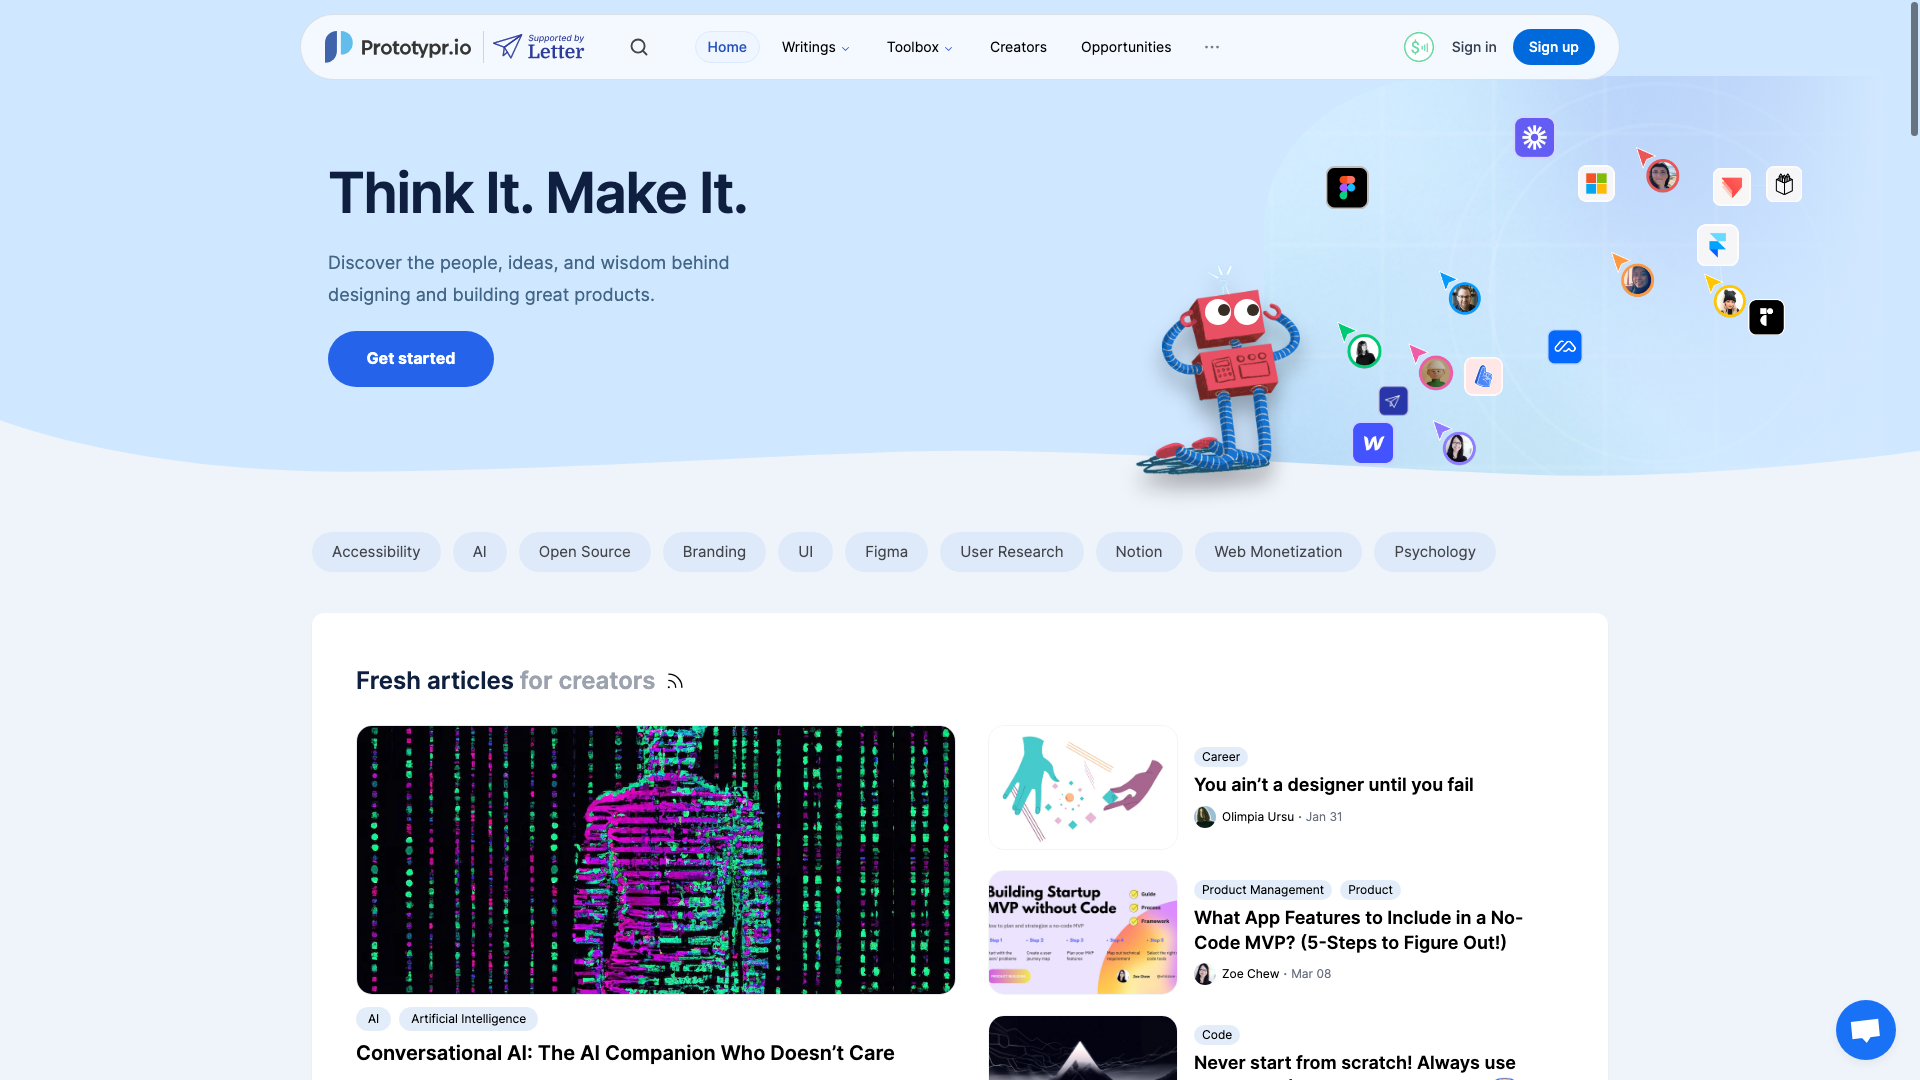 Prototypr.io
Supported by
Letter
Home
Writings
Toolbox
Creators
Opportunities
Sign in
Sign up
Think It. Make It.
Discover the people, ideas, and wisdom behind
designing and building great products.
Get started
Accessibility
AI
Open Source
Branding
UI
Figma
User Research
Notion
Web Monetization
Psychology
Fresh articles for creators
Career
You ain’t a designer until you fail
Olimpia Ursu · Jan 31
Building Startup
MVP without Code
Guide
Process
Framework
Product Management
Product
What App Features to Include in a No-
Code MVP? (5-Steps to Figure Out!)
Zoe Chew · Mar 08
AI
Artificial Intelligence
Conversational AI: The AI Companion Who Doesn’t Care
Code
Never start from scratch! Always use